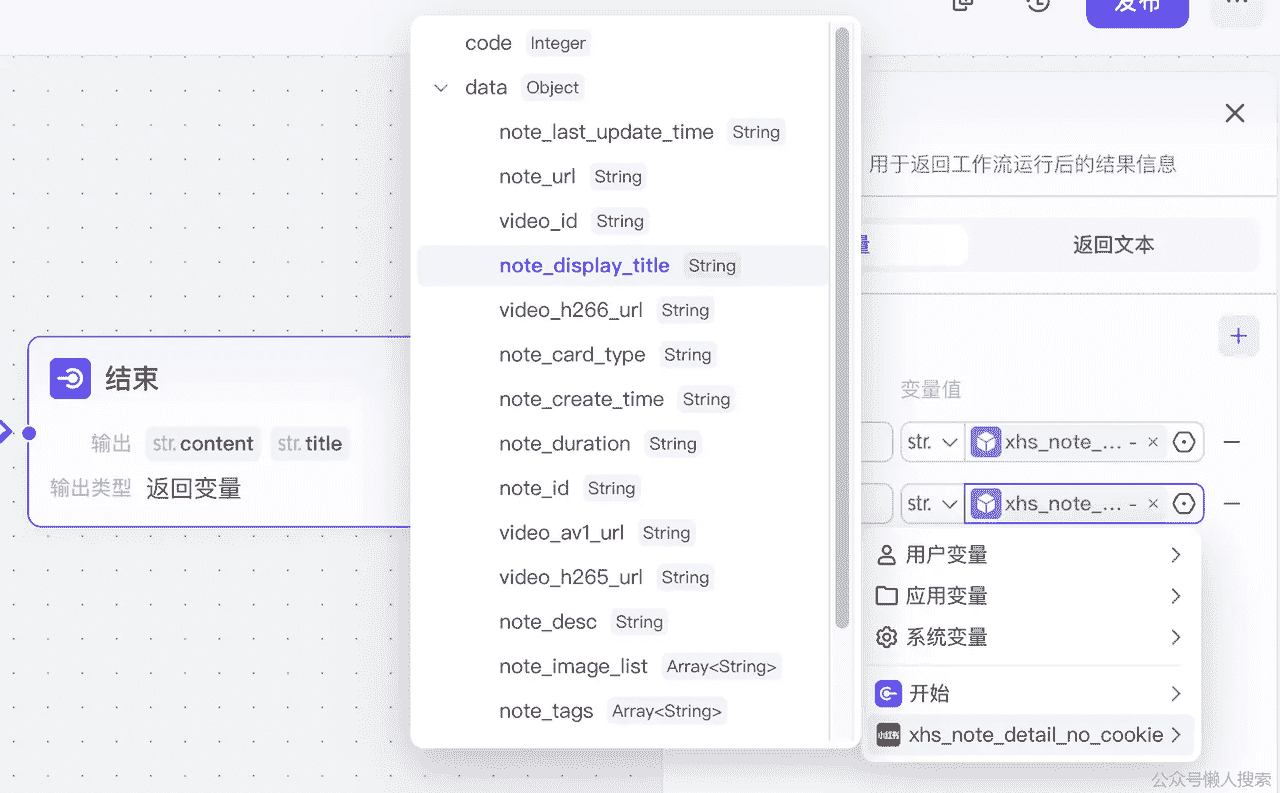 发布
code Integer
data Object
note_last_update_time String
note_url String
video_id String
note_display_title String
video_h266_url String
note_card_type String
note_create_time String
note_duration String
note_id String
video_av1_url String
video_h265_url String
note_desc String
note_image_list Array<String>
note_tags Array<String>
结束
输出 str. content str. title
输出类型 返回变量
用于返回工作流运行后的结果信息
量 返回文本
变量值
str. xhs_note_... -
str. xhs_note_... -
用户变量
应用变量
系统变量
开始
小红书 xhs_note_detail_no_cookie
公众号懒人搜索